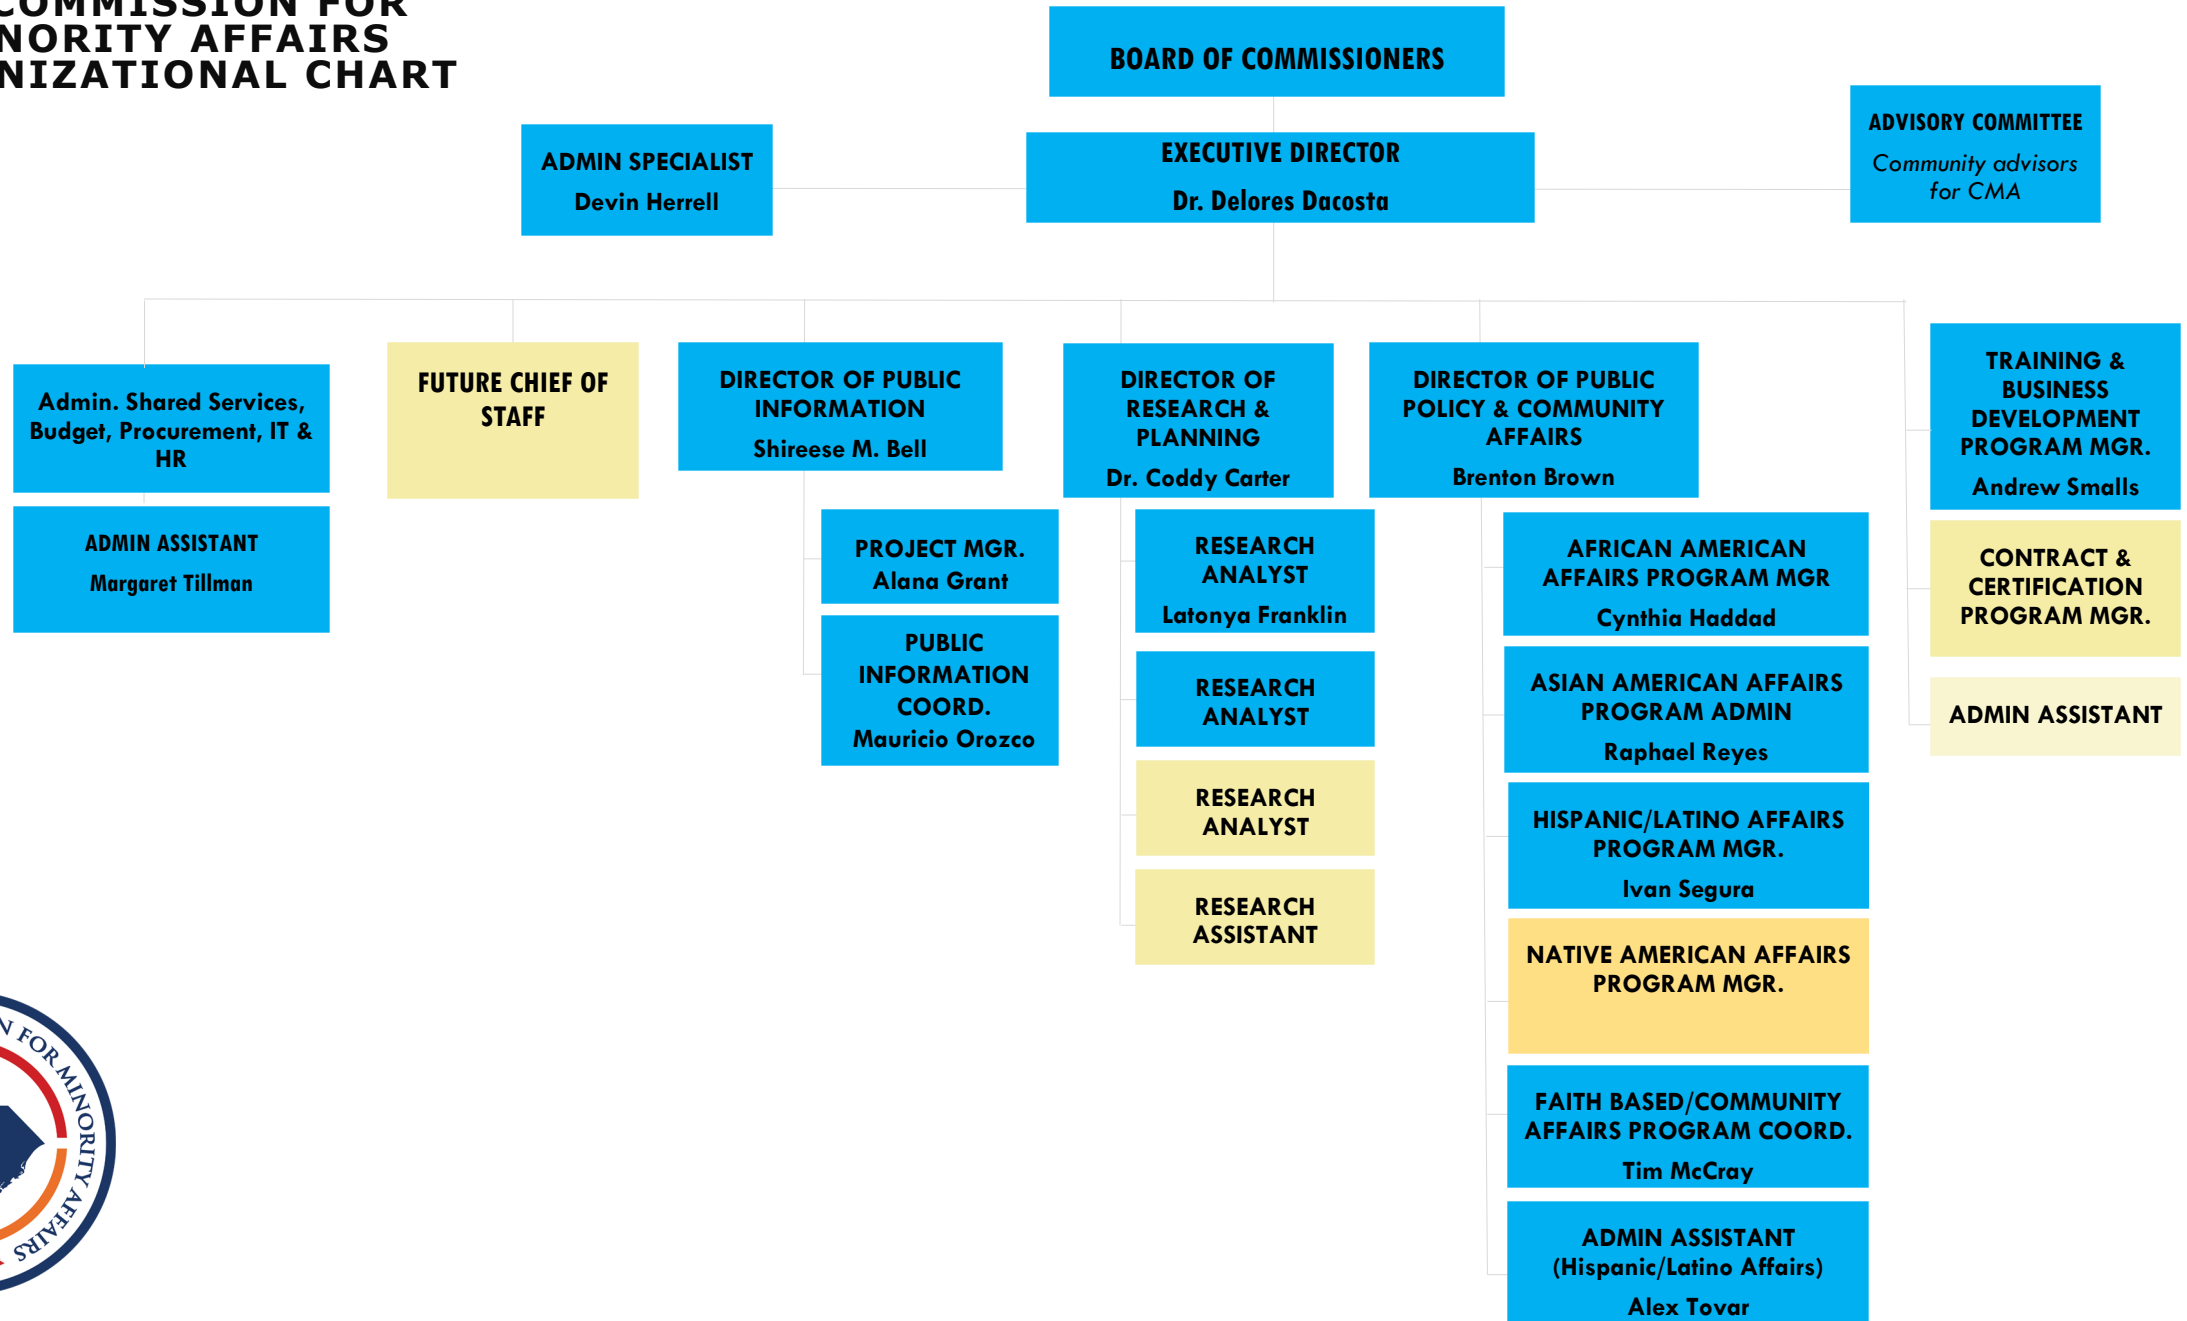 COMMISSION FOR
NORITY AFFAIRS
NIZATIONAL CHART
BOARD OF COMMISSIONERS
ADMIN SPECIALIST
Devin Herrell
EXECUTIVE DIRECTOR
Dr. Delores Dacosta
ADVISORY COMMITTEE
Community advisors
for CMA
Admin. Shared Services,
Budget, Procurement, IT &
HR
ADMIN ASSISTANT
Margaret Tillman
FUTURE CHIEF OF
STAFF
DIRECTOR OF PUBLIC
INFORMATION
Shireese M. Bell
PROJECT MGR.
Alana Grant
PUBLIC
INFORMATION
COORD.
Mauricio Orozco
DIRECTOR OF
RESEARCH &
PLANNING
Dr. Coddy Carter
RESEARCH
ANALYST
Latonya Franklin
RESEARCH
ANALYST
RESEARCH
ANALYST
RESEARCH
ASSISTANT
DIRECTOR OF PUBLIC
POLICY & COMMUNITY
AFFAIRS
Brenton Brown
AFRICAN AMERICAN
AFFAIRS PROGRAM MGR
Cynthia Haddad
ASIAN AMERICAN AFFAIRS
PROGRAM ADMIN
Raphael Reyes
HISPANIC/LATINO AFFAIRS
PROGRAM MGR.
Ivan Segura
NATIVE AMERICAN AFFAIRS
PROGRAM MGR.
FAITH BASED/COMMUNITY
AFFAIRS PROGRAM COORD.
Tim McCray
ADMIN ASSISTANT
(Hispanic/Latino Affairs)
Alex Tovar
TRAINING &
BUSINESS
DEVELOPMENT
PROGRAM MGR.
Andrew Smalls
CONTRACT &
CERTIFICATION
PROGRAM MGR.
ADMIN ASSISTANT
N FOR MINORITY AFFAIRS